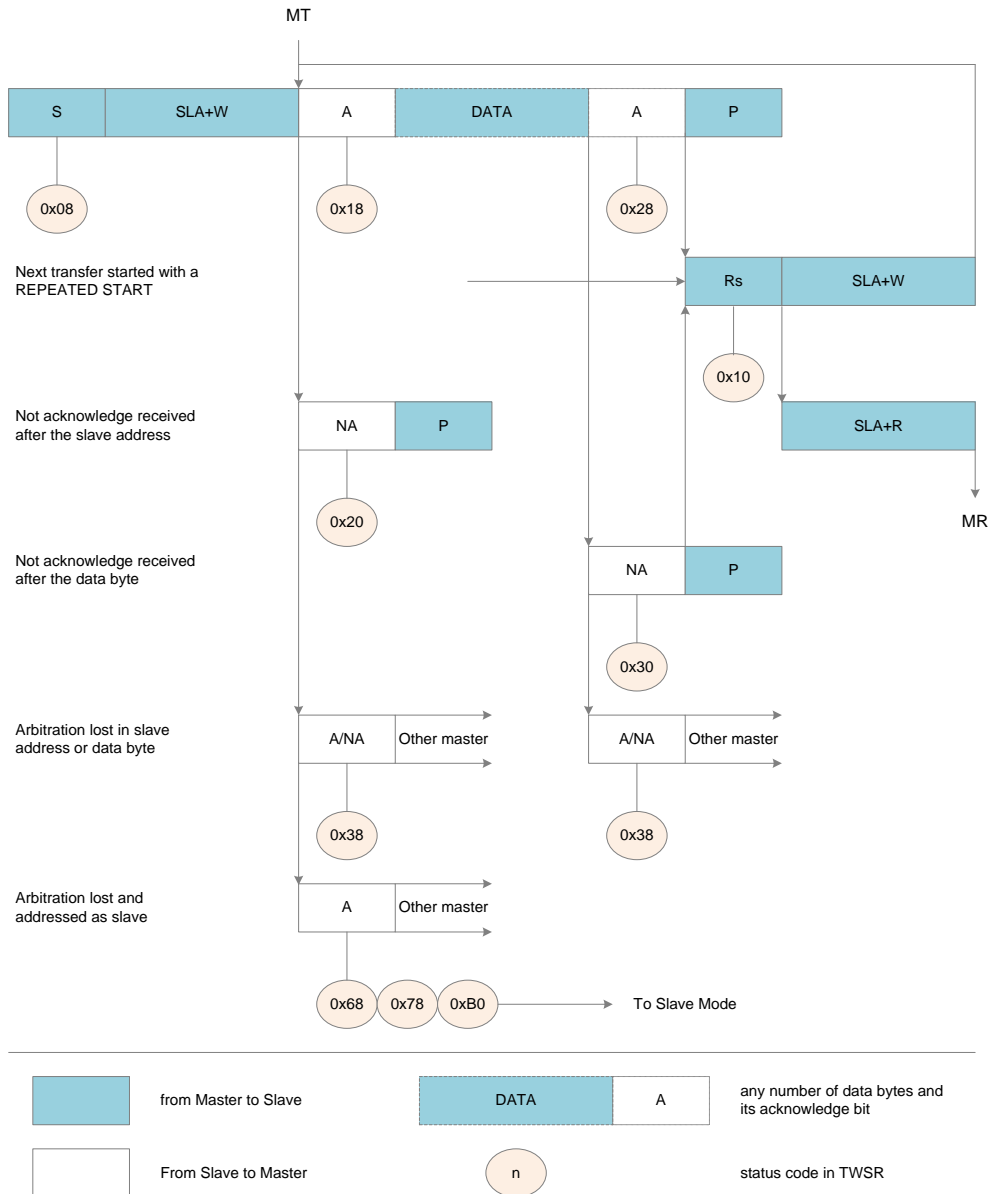 MT
S SLA+W A DATA A P
0x08 0x18 0x28
Next transfer started with a
REPEATED START
Rs SLA+W
0x10
Not acknowledge received
after the slave address
NA P
SLA+R
0x20
MR
Not acknowledge received
after the data byte
NA P
0x30
Arbitration lost in slave
address or data byte
A/NA Other master A/NA Other master
0x38 0x38
Arbitration lost and
addressed as slave
A Other master
0x68 0x78 0xB0 To Slave Mode
from Master to Slave
DATA A
any number of data bytes and
its acknowledge bit
From Slave to Master
n
status code in TWSR